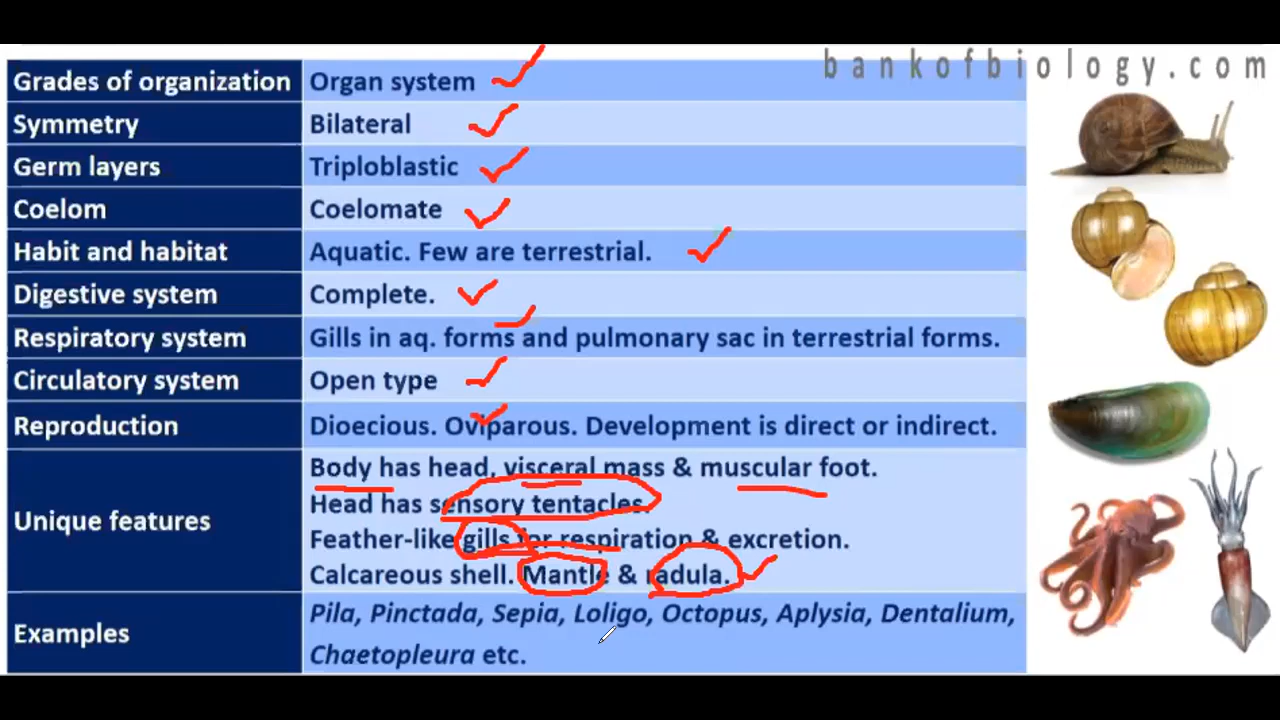 bankofbiology.com
Grades of organization Organ system
Symmetry Bilateral
Germ layers Triploblastic
Coelom Coelomate
Habit and habitat Aquatic. Few are terrestrial.
Digestive system Complete.
Respiratory system Gills in aq. forms and pulmonary sac in terrestrial forms.
Circulatory system Open type
Reproduction Dioecious. Oviparous. Development is direct or indirect.
Unique features
Body has head, visceral mass & muscular foot.
Head has sensory tentacles.
Feather-like gills for respiration & excretion.
Calcareous shell. Mantle & radula.
Examples
Pila, Pinctada, Sepia, Loligo, Octopus, Aplysia, Dentalium,
Chaetopleura etc.